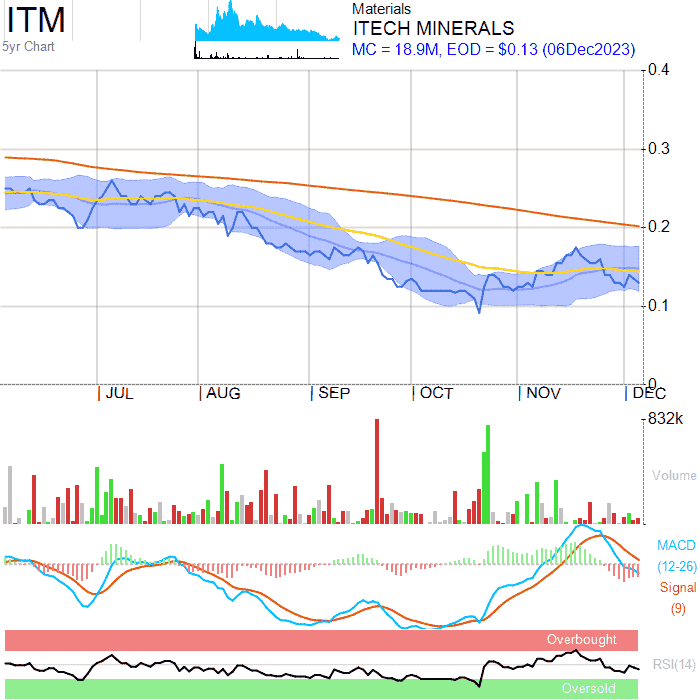 ITM
5yr Chart
Materials
ITECH MINERALS
MC = 18.9M, EOD = $0.13 (06Dec2023)
0.4
0.3
0.2
0.1
0
JUL
AUG
SEP
OCT
NOV
DEC
832k
Volume
MACD
(12-26)
Signal
(9)
Overbought
RSI(14)
Oversold